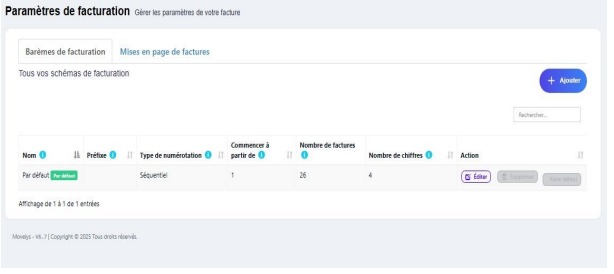 Paramètres de facturation Gérer les paramètres de votre facture
Barèmes de facturation Mises en page de factures
Tous vos schémas de facturation
+ Ajouter
Rechercher...
Nom Préfixe Type de numérotation Commencer à partir de Nombre de factures Nombre de chiffres Action
Par défaut Par défaut Séquentiel 1 26 4 Éditer Supprimer
Affichage de 1 à 1 de 1 entrées
Movelys - V6.7 | Copyright © 2025 Tous droits réservés.